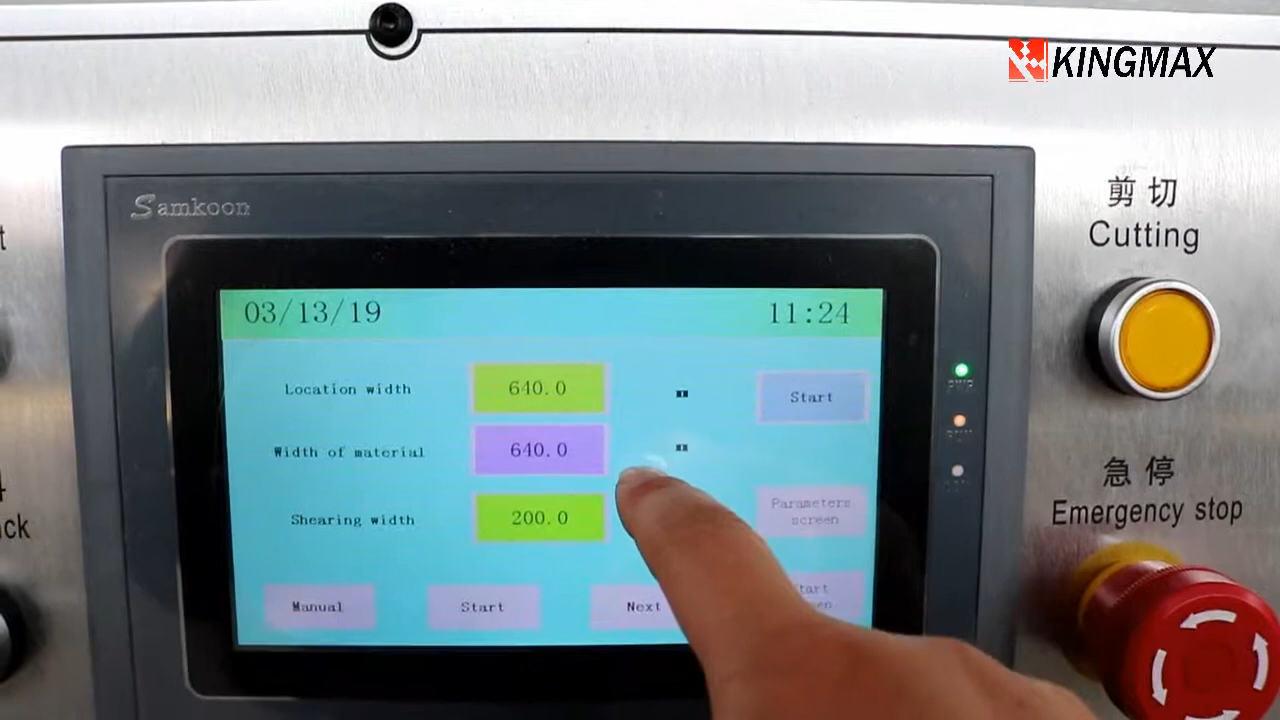 KINGMAX
Samkoon
剪切
Cutting
03/13/19
11:24
Location width
640.0
Start
Width of material
640.0
Parameters
screen
Shearing width
200.0
急停
Emergency stop
Manual
Start
Next